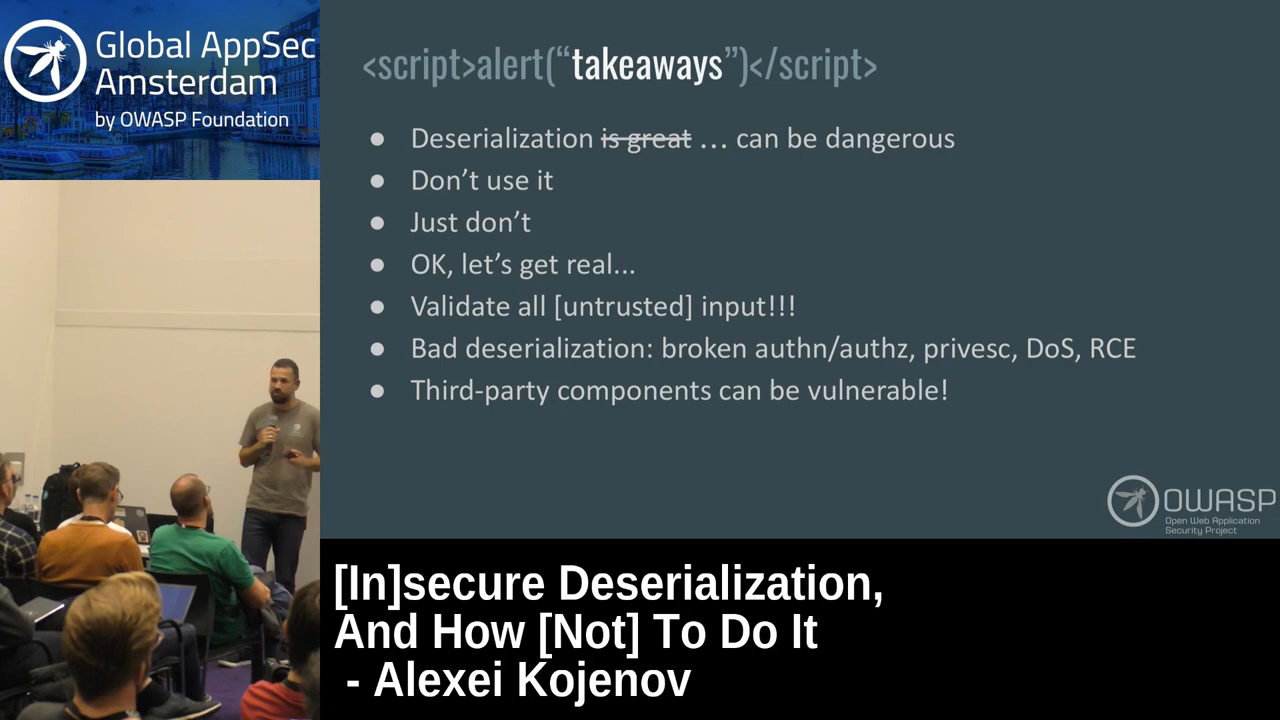 Global AppSec
Amsterdam
by OWASP Foundation
<script>alert(“takeaways”)</script>
● Deserialization is great … can be dangerous
● Don’t use it
● Just don’t
● OK, let’s get real...
● Validate all [untrusted] input!!!
● Bad deserialization: broken authn/authz, privesc, DoS, RCE
● Third-party components can be vulnerable!
OWASP
Open Web Application
Security Project
[In]secure Deserialization,
And How [Not] To Do It
- Alexei Kojenov